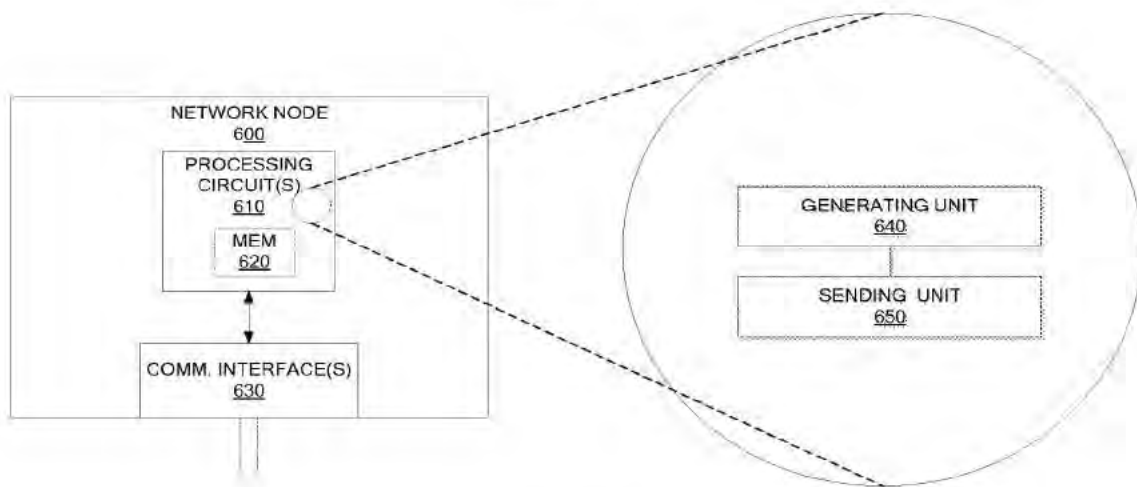 NETWORK NODE
600
PROCESSING
CIRCUIT(S)
610
MEM
620
COMM. INTERFACE(S)
630
GENERATING UNIT
640
SENDING UNIT
650